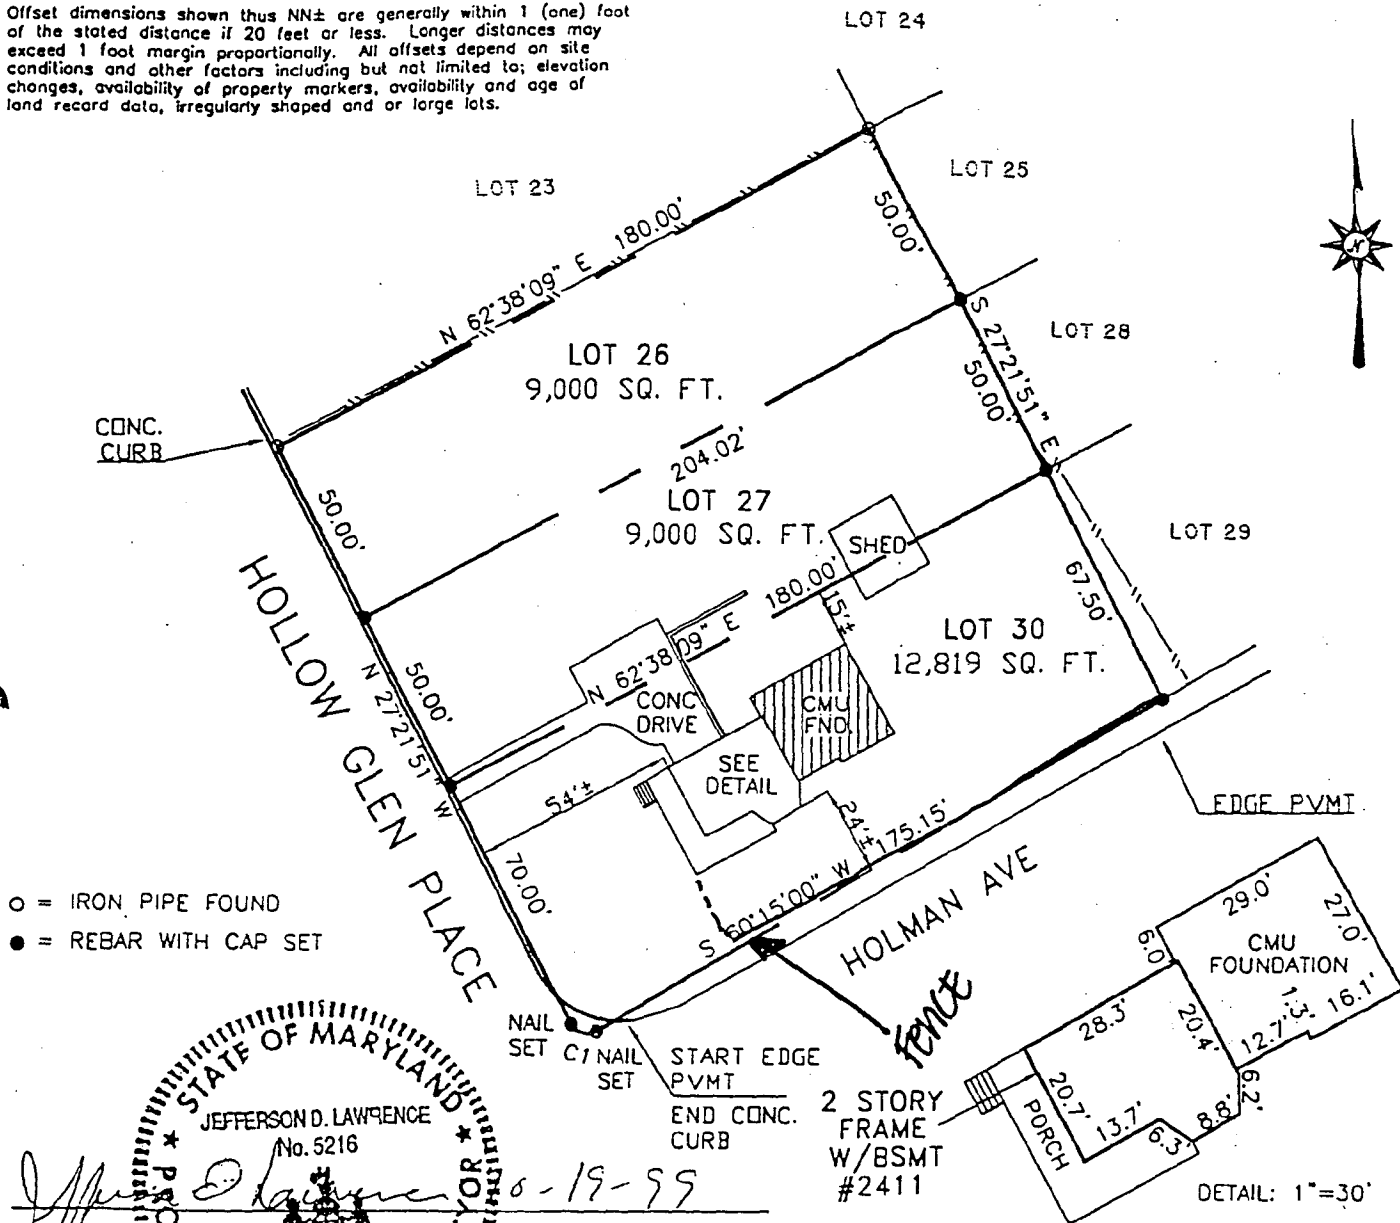 Offset dimensions shown thus NN± are generally within 1 (one) foot
of the stated distance if 20 feet or less. Longer distances may
exceed 1 foot margin proportionally. All offsets depend on site
conditions and other factors including but not limited to; elevation
changes, availability of property markers, availability and age of
land record data, irregularly shaped and or large lots.
LOT 24
LOT 23
LOT 25
N 62°38'09" E 180.00'
50.00'
N
S 27°21'51" E
LOT 28
LOT 26
9,000 SQ. FT.
50.00'
CONC.
CURB
204.02'
50.00'
LOT 27
9,000 SQ. FT.
SHED
LOT 29
HOLLOW GLEN PLACE
N 62°38'09" E 180.00'
15'±
67.50'
LOT 30
12,819 SQ. FT.
50.00'
N 27°21'51" W
CONC
DRIVE
CMU
FND.
SEE
DETAIL
54'±
24'±
EDGE PVMT
70.00'
S 60°15'00" W 175.15'
HOLMAN AVE
○ = IRON PIPE FOUND
● = REBAR WITH CAP SET
FENCE
NAIL
SET
C1
NAIL
SET
START EDGE
PVMT
END CONC.
CURB
29.0'
27.0'
6.0'
CMU
FOUNDATION
1.3'
16.1'
28.3'
20.4'
12.7'
6.2'
20.7'
13.7'
6.3'
8.8'
PORCH
2 STORY
FRAME
W/BSMT
#2411
DETAIL: 1"=30'
STATE OF MARYLAND
JEFFERSON D. LAWRENCE
No. 5216